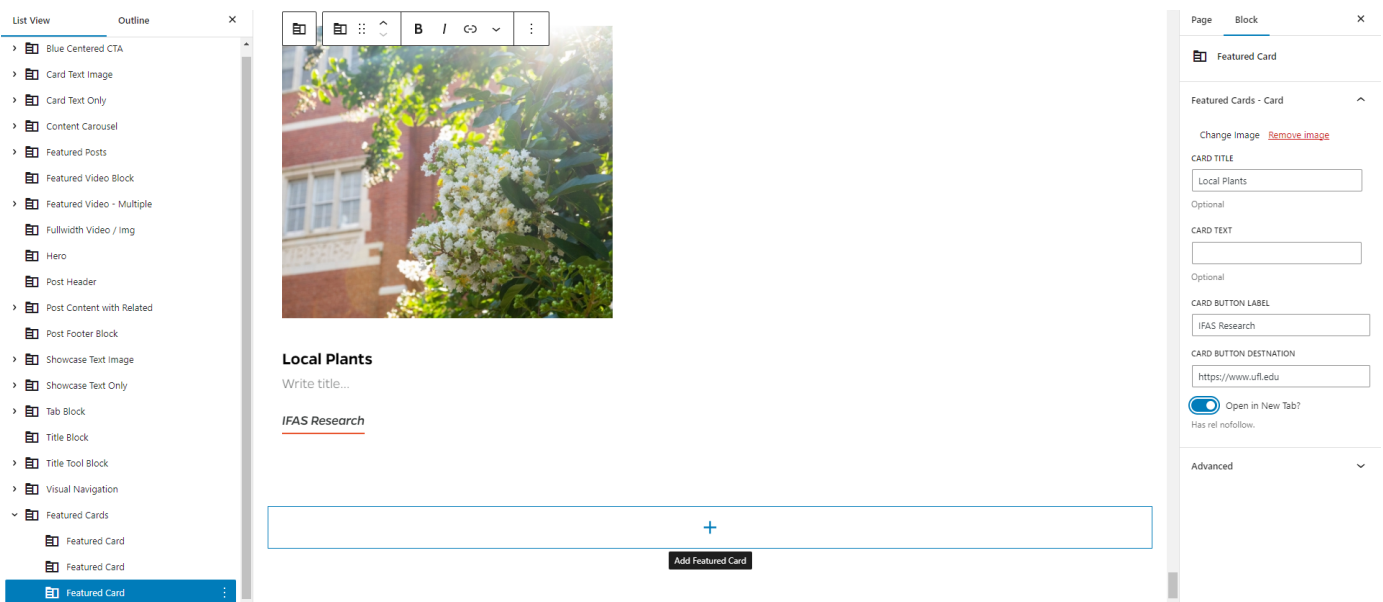 List View
Outline
Blue Centered CTA
Card Text Image
Card Text Only
Content Carousel
Featured Posts
Featured Video Block
Featured Video - Multiple
Fullwidth Video / Img
Hero
Post Header
Post Content with Related
Post Footer Block
Showcase Text Image
Showcase Text Only
Tab Block
Title Block
Title Tool Block
Visual Navigation
Featured Cards
Featured Card
Featured Card
Featured Card
B I
Local Plants
Write title...
IFAS Research
Add Featured Card
Page
Block
Featured Card
Featured Cards - Card
Change Image Remove image
CARD TITLE
Local Plants
Optional
CARD TEXT
Optional
CARD BUTTON LABEL
IFAS Research
CARD BUTTON DESTNATION
https://www.ufl.edu
Open in New Tab?
Has rel nofollow.
Advanced